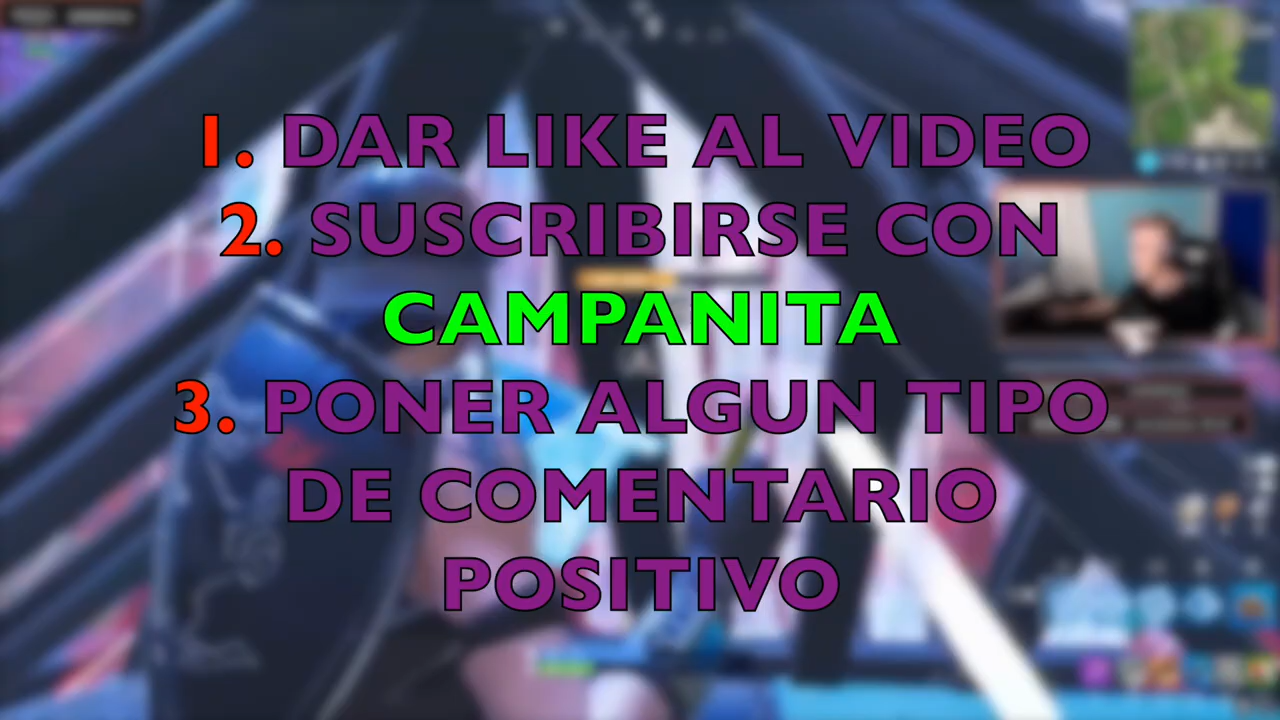 1. DAR LIKE AL VIDEO
2. SUSCRIBIRSE CON
CAMPANITA
3. PONER ALGUN TIPO
DE COMENTARIO
POSITIVO